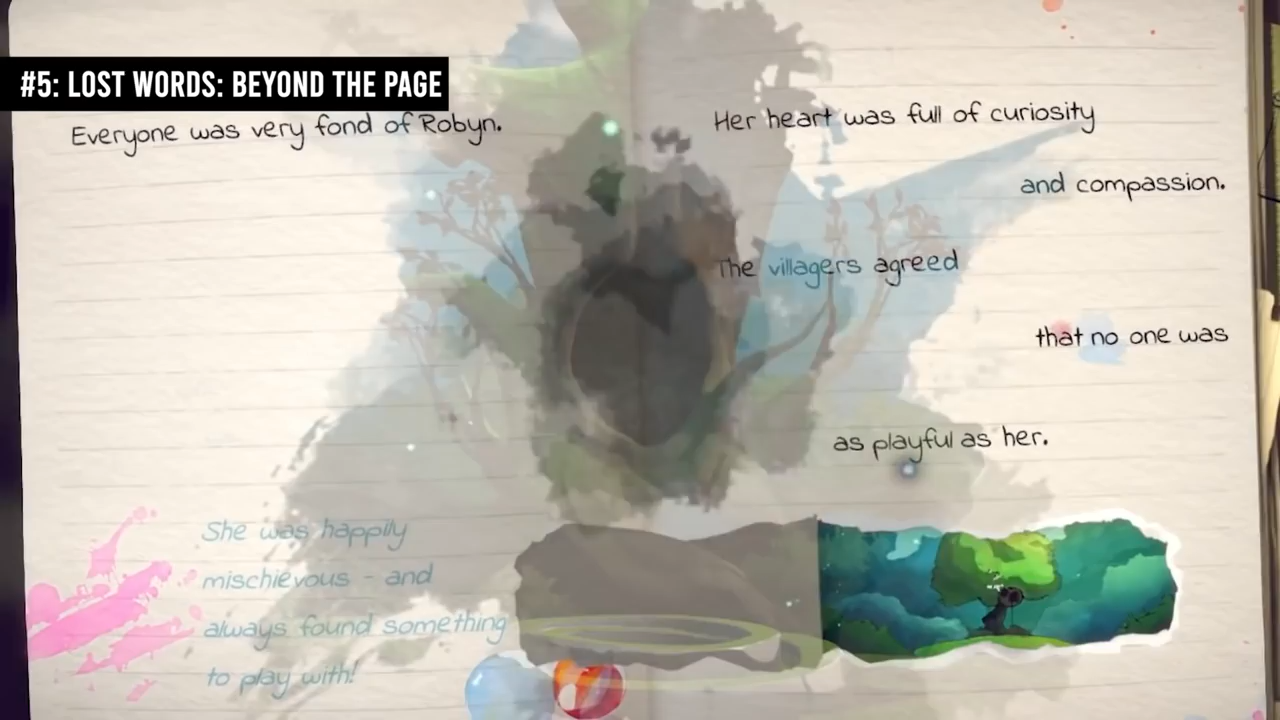 #5: LOST WORDS: BEYOND THE PAGE
Everyone was very fond of Robyn.
She was happily
mischievous - and
always found something
to play with!
Her heart was full of curiosity
and compassion.
The villagers agreed
that no one was
as playful as her.